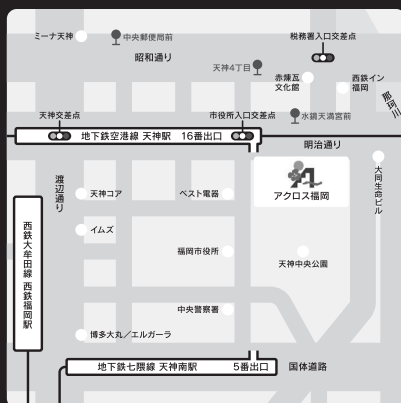 ミーナ天神
中央郵便局前
税務署入口交差点
昭和通り
天神4丁目
赤煉瓦
文化館
西鉄イン
福岡
那珂川
天神交差点
市役所入口交差点
水鏡天満宮前
地下鉄空港線 天神駅 16番出口
明治通り
渡辺通り
天神コア
ベスト電器
アクロス福岡
大同生命ビル
イムズ
西鉄大牟田線 西鉄福岡駅
福岡市役所
天神中央公園
中央警察署
博多大丸/エルガーラ
地下鉄七隈線 天神南駅 5番出口
国体道路